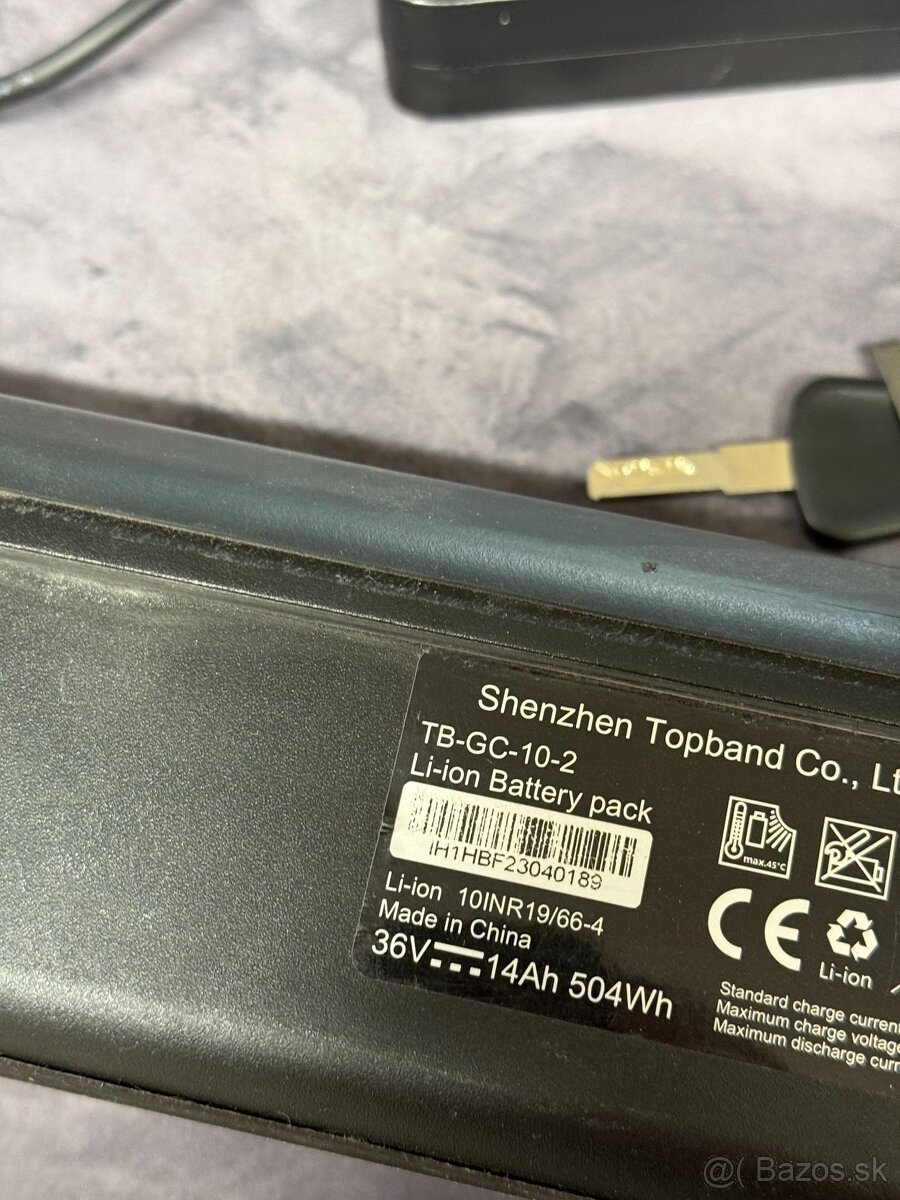 Shenzhen Topband Co., Lt
TB-GC-10-2
Li-ion Battery pack
IH1HBF23040189
Li-ion 10INR19/66-4
Made in China
36V 14Ah 504Wh
max.45°C
CE
Li-ion
Standard charge current
Maximum charge voltage
Maximum discharge curr
@( Bazos.sk